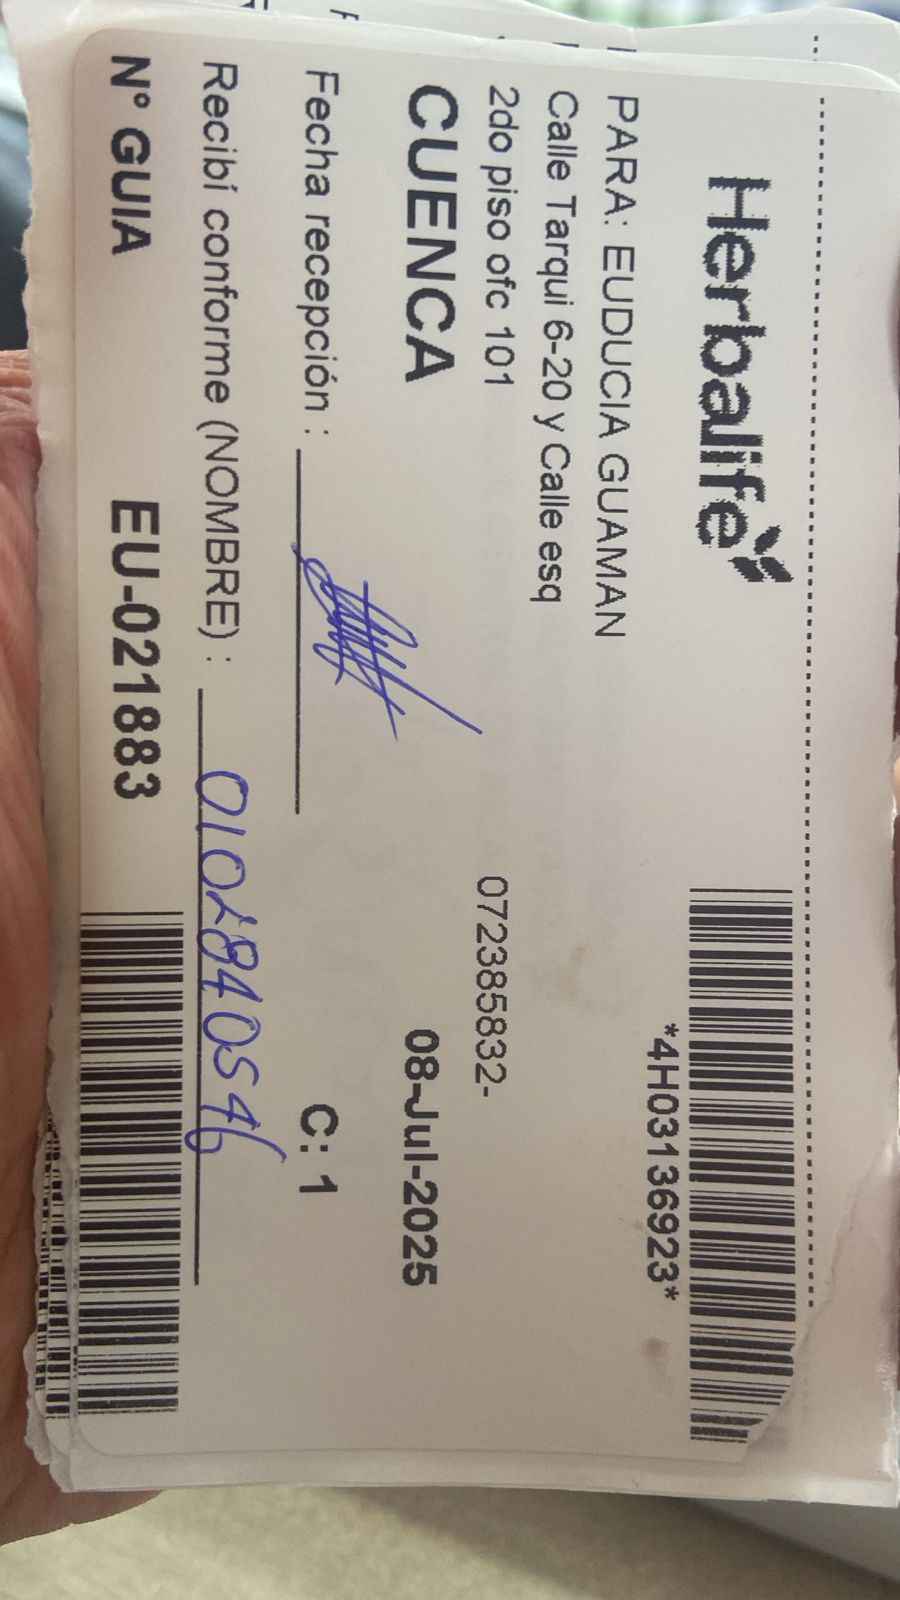 Herbalife
*4H03136923*
PARA: EUDUCIA GUAMAN
Calle Tarqui 6-20 y Calle esq
2do piso ofc 101
072385832-
CUENCA
08-Jul-2025
Fecha recepción :
C: 1
Recibí conforme (NOMBRE) : 0102840546
N° GUIA EU-021883